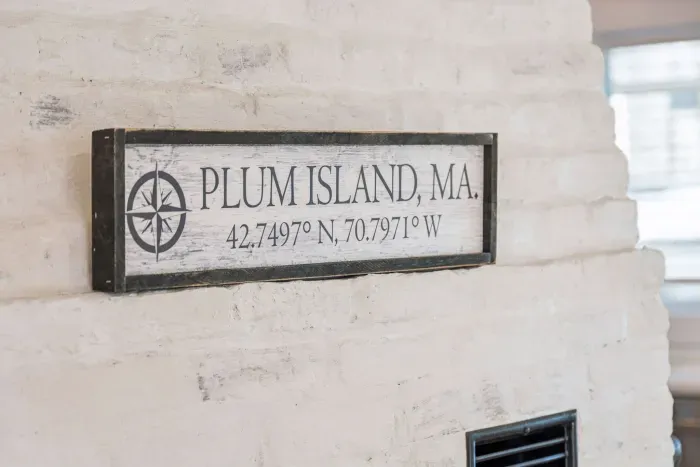 PLUM ISLAND, MA.
42.7497° N, 70.7971° W